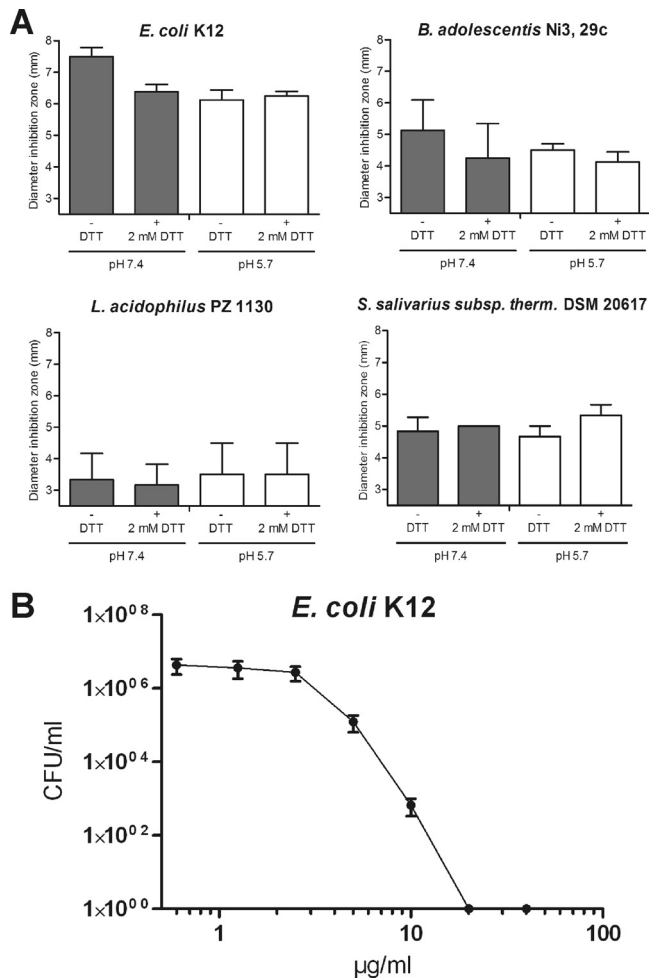 A
E. coli K12
Diameter inhibition zone (mm)
8
7
6
5
4
3
- + - +
DTT 2 mM DTT DTT 2 mM DTT
pH 7.4 pH 5.7
B. adolescentis Ni3, 29c
Diameter inhibition zone (mm)
8
7
6
5
4
3
- + - +
DTT 2 mM DTT DTT 2 mM DTT
pH 7.4 pH 5.7
L. acidophilus PZ 1130
Diameter inhibition zone (mm)
8
7
6
5
4
3
- + - +
DTT 2 mM DTT DTT 2 mM DTT
pH 7.4 pH 5.7
S. salivarius subsp. therm. DSM 20617
Diameter inhibition zone (mm)
8
7
6
5
4
3
- + - +
DTT 2 mM DTT DTT 2 mM DTT
pH 7.4 pH 5.7
B
E. coli K12
CFU/ml
1×10⁰⁸
1×10⁰⁶
1×10⁰⁴
1×10⁰²
1×10⁰⁰
1 10 100
µg/ml